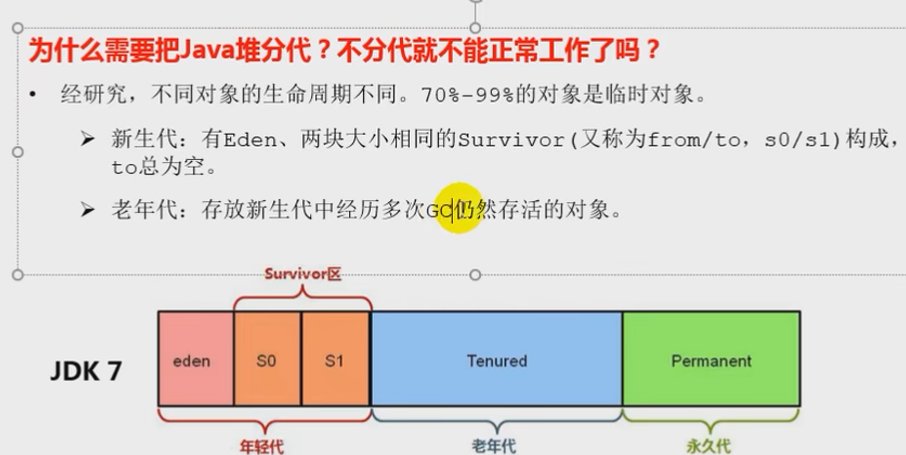 为什么需要把Java堆分代？不分代就不能正常工作了吗？
• 经研究，不同对象的生命周期不同。70%-99%的对象是临时对象。
➢ 新生代：有Eden、两块大小相同的Survivor(又称为from/to，s0/s1)构成，
to总为空。
➢ 老年代：存放新生代中经历多次GC仍然存活的对象。
Survivor区
JDK 7
eden
S0
S1
Tenured
Permanent
年轻代
老年代
永久代